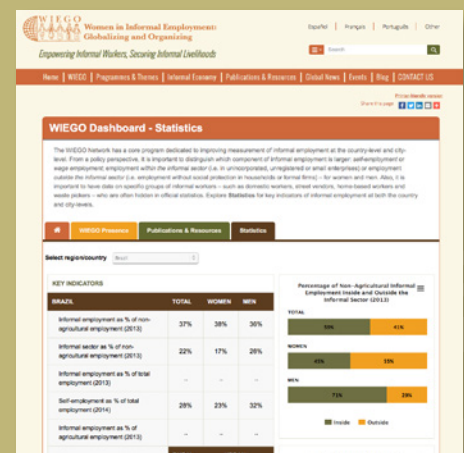 WIEGO
Women in Informal Employment:
Globalizing and Organizing
Empowering Informal Workers, Securing Informal Livelihoods
Español | Français | Português | Other
Search
Home | WIEGO | Programmes & Themes | Informal Economy | Publications & Resources | Global News | Events | Blog | CONTACT US
Printer friendly version
Share this page
WIEGO Dashboard - Statistics
The WIEGO Network has a core program dedicated to improving measurement of informal employment at the country-level and city-
level. From a policy perspective, it is important to distinguish which component of informal employment is larger: self-employment or
wage employment; employment within the informal sector (i.e. in unincorporated, unregistered or small enterprises) or employment
outside the informal sector (i.e. employment without social protection in households or formal firms) – for women and men. Also, it is
important to have data on specific groups of informal workers – such as domestic workers, street vendors, home-based workers and
waste pickers – who are often hidden in official statistics. Explore Statistics for key indicators of informal employment at both the country
and city-levels.
WIEGO Presence
Publications & Resources
Statistics
Select region/country
Brazil
KEY INDICATORS
BRAZIL TOTAL WOMEN MEN
Informal employment as % of non-
agricultural employment (2013) 37% 38% 36%
Informal sector as % of non-
agricultural employment (2013) 22% 17% 26%
Informal employment as % of total
employment (2013) – – –
Self-employment as % of total
employment (2014) 28% 23% 32%
Informal employment as % of
agricultural employment (2013) – – –
Percentage of Non-Agricultural Informal
Employment Inside and Outside the
Informal Sector (2013)
TOTAL
59% 41%
WOMEN
45% 55%
MEN
71% 29%
Inside Outside